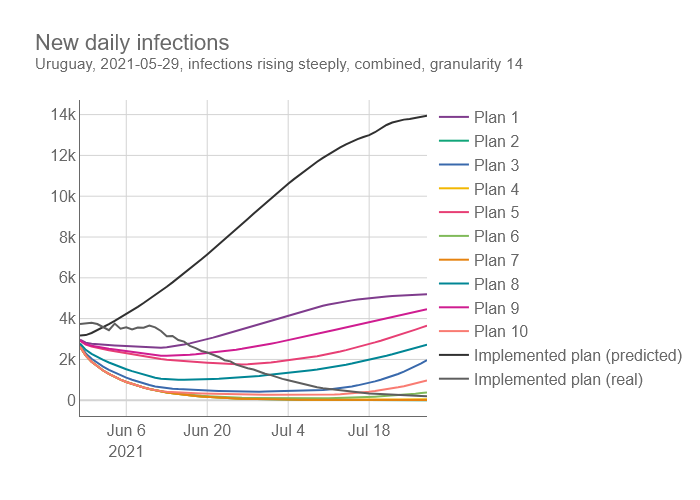 New daily infections
Uruguay, 2021-05-29, infections rising steeply, combined, granularity 14
14k
12k
10k
8k
6k
4k
2k
0
Jun 6
2021
Jun 20
Jul 4
Jul 18
Plan 1
Plan 2
Plan 3
Plan 4
Plan 5
Plan 6
Plan 7
Plan 8
Plan 9
Plan 10
Implemented plan (predicted)
Implemented plan (real)